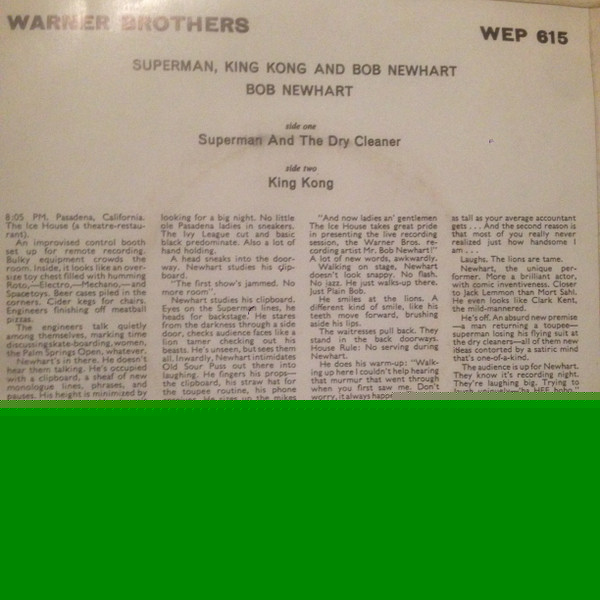 WARNER BROTHERS
WEP 615
SUPERMAN, KING KONG AND BOB NEWHART
BOB NEWHART
side one
Superman And The Dry Cleaner
side two
King Kong
8:05 PM, Pasadena, California.
The Ice House (a theatre-restau-
rant).
An improvised control booth
set up for remote recording.
Bulky equipment crowds the
room. Inside, it looks like an over-
size toy chest filled with humming
Roto,—Electro,—Mechano,—and
Spacetoys. Beer cases piled in the
corners. Cider kegs for chairs.
Engineers finishing off meatball
pizzas.
The engineers talk quietly
among themselves, marking time
discussing skate-boarding, women,
the Palm Springs Open, whatever.
Newhart's in there. He doesn't
hear them talking. He's occupied
with a clipboard, a sheaf of new
monologue lines, phrases, and
pauses. His height is minimized by
looking for a big night. No little
ole Pasadena ladies in sneakers.
The Ivy League cut and basic
black predominate. Also a lot of
hand holding.
A head sneaks into the door-
way. Newhart studies his clip-
board.
"The first show's jammed. No
more room".
Newhart studies his clipboard.
Eyes on the Superman lines, he
heads for backstage. He stares
from the darkness through a side
door, checks audience faces like a
lion tamer checking out his
beasts. He's unseen, but sees them
all. Inwardly, Newhart intimidates
Old Sour Puss out there into
laughing. He fingers his props—
the clipboard, his straw hat for
the toupee routine, his phone
He sizes up the mikes
"And now ladies an' gentlemen
The Ice House takes great pride
in presenting the live recording
session, the Warner Bros. re-
cording artist Mr. Bob Newhart!"
A lot of new words, awkwardly.
Walking on stage, Newhart
doesn't look snappy. No flash.
No jazz. He just walks up there.
Just Plain Bob.
He smiles at the lions. A
different kind of smile, like his
teeth move forward, brushing
aside his lips.
The waitresses pull back. They
stand in the back doorways.
House Rule: No serving during
Newhart.
He does his warm-up: "Walk-
ing up here I couldn't help hearing
that murmur that went through
when you first saw me. Don't
worry, it always happ
as tall as your average accountant
gets . . . And the second reason is
that most of you really never
realized just how handsome I
am . . .
Laughs. The lions are tame.
Newhart, the unique per-
former. More a brilliant actor,
with comic inventiveness. Closer
to Jack Lemmon than Mort Sahl.
He even looks like Clark Kent,
the mild-mannered.
He's off. An absurd new premise
—a man returning a toupee—
superman losing his flying suit at
the dry cleaners—all of them new
ideas contorted by a satiric mind
that's one-of-a-kind.
The audience is up for Newhart.
They know it's recording night.
They're laughing big. Trying to